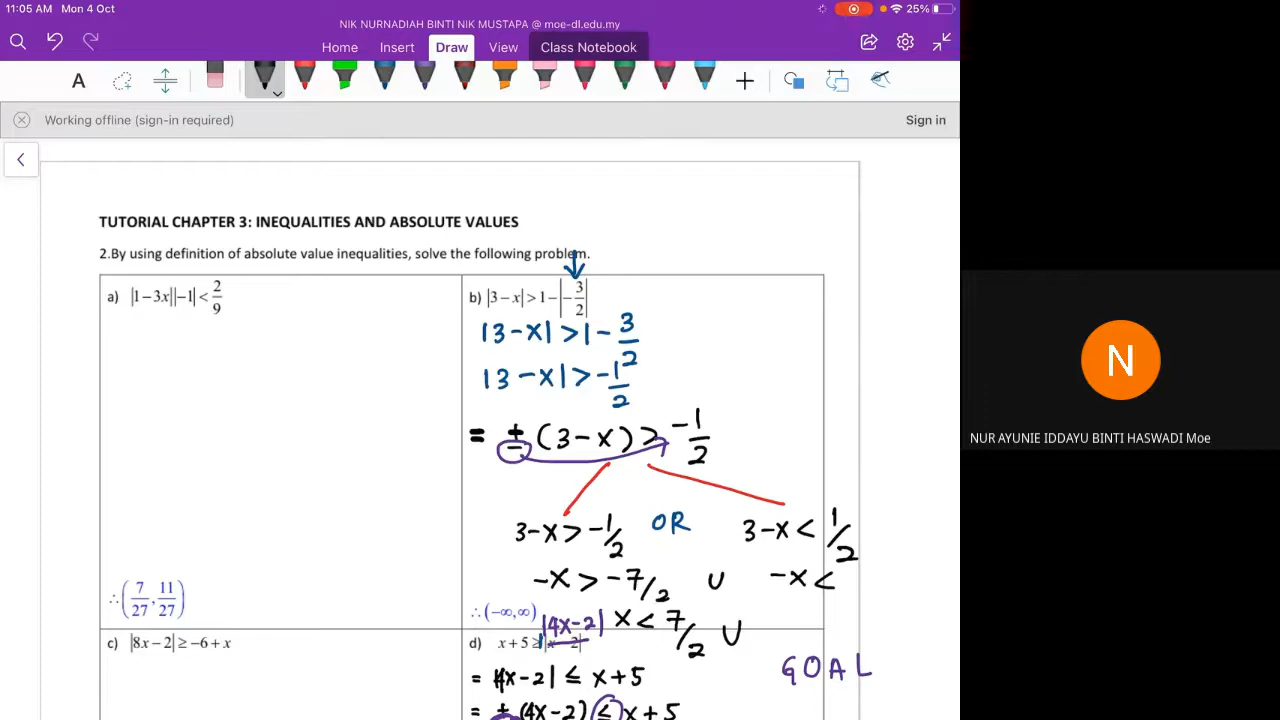 11:05 AM Mon 4 Oct
25%
NIK NURNADIAH BINTI NIK MUSTAPA @ moe-dl.edu.my
Home Insert Draw View Class Notebook
A
Working offline (sign-in required)
Sign in
TUTORIAL CHAPTER 3: INEQUALITIES AND ABSOLUTE VALUES
2.By using definition of absolute value inequalities, solve the following problem.
a) |1-3x||-1| < 2/9
∴ (7/27, 11/27)
b) |3-x| > 1-|-3/2|
|3-x| > 1 - 3/2
|3-x| > -1/2
= ± (3-x) > -1/2
3-x > -1/2 OR 3-x < 1/2
-x > -7/2 ∪ -x <
∴ (-∞,∞) x < 7/2 ∪
c) |8x-2| ≥ -6+x
d) x+5 ≥
|4x-2|
= |4x-2| ≤ x+5
= ± (4x-2) ≤ x+5
GOAL
N
NUR AYUNIE IDDAYU BINTI HASWADI Moe